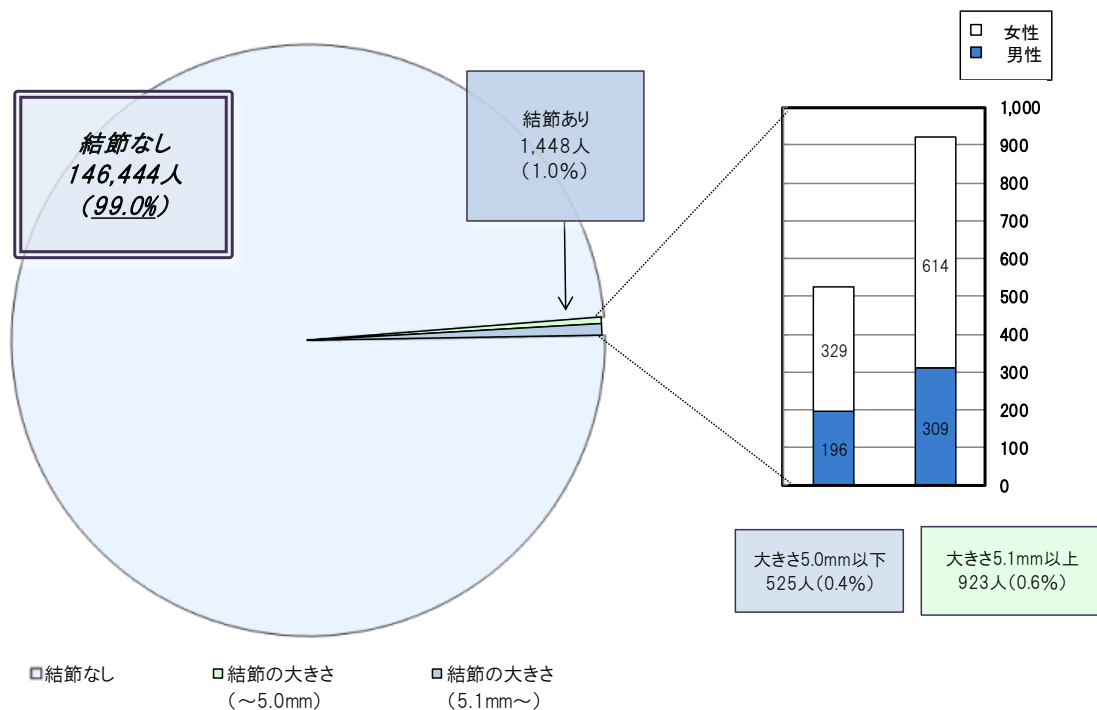 女性
男性
結節なし
146,444人
(99.0%)
結節あり
1,448人
(1.0%)
1,000
900
800
700
600
500
400
300
200
100
0
614
329
309
196
大きさ5.0mm以下
525人(0.4%)
大きさ5.1mm以上
923人(0.6%)
結節なし
結節の大きさ
(～5.0mm)
結節の大きさ
(5.1mm～)